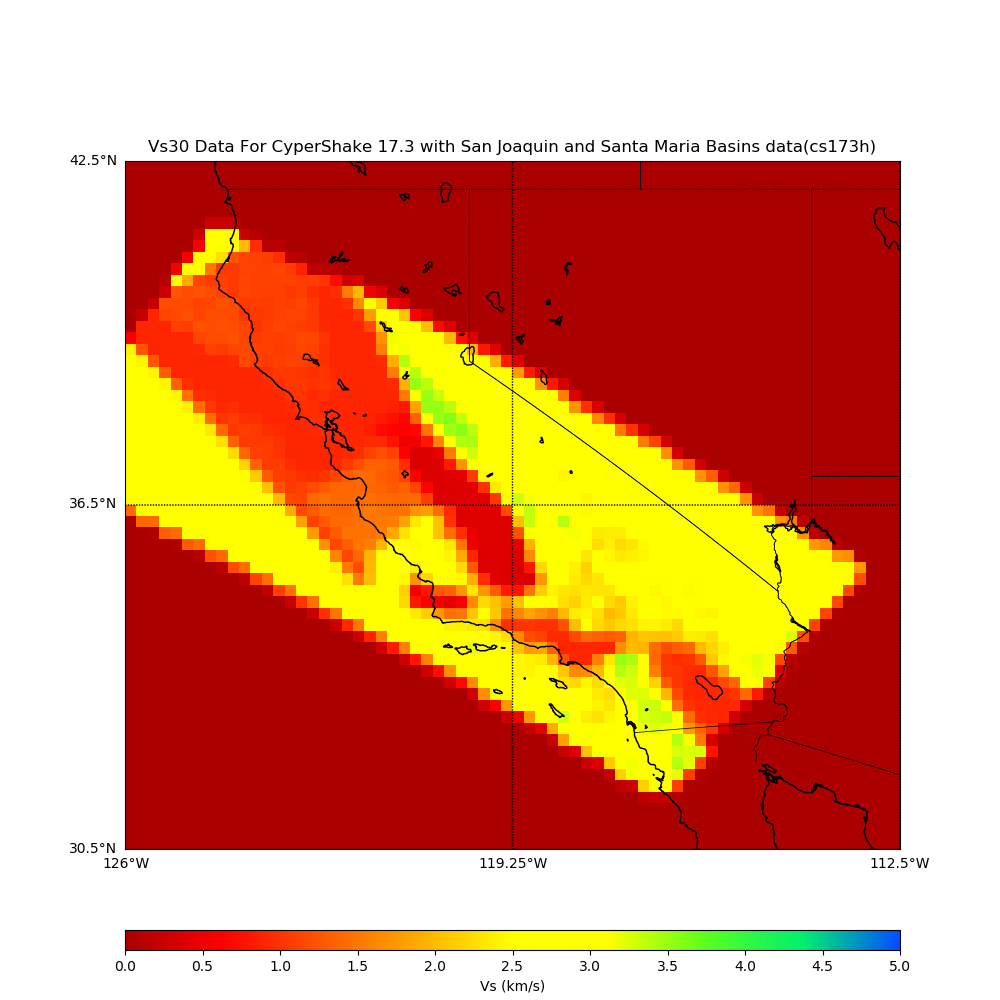 Vs30 Data For CyperShake 17.3 with San Joaquin and Santa Maria Basins data(cs173h)
42.5°N
36.5°N
30.5°N
126°W 119.25°W 112.5°W
0.0 0.5 1.0 1.5 2.0 2.5 3.0 3.5 4.0 4.5 5.0
Vs (km/s)